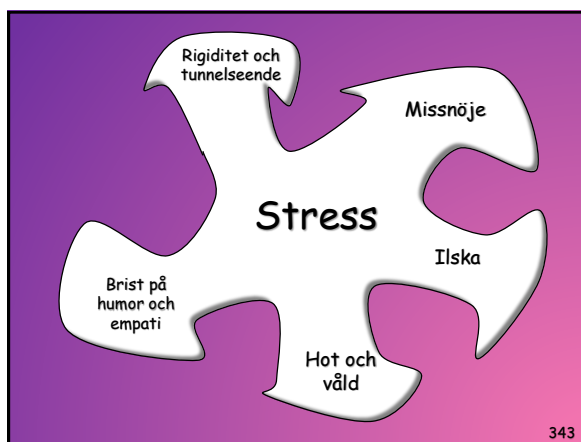 Rigiditet och
tunnelseende
Missnöje
Stress
Ilska
Brist på
humor och
empati
Hot och
våld
343